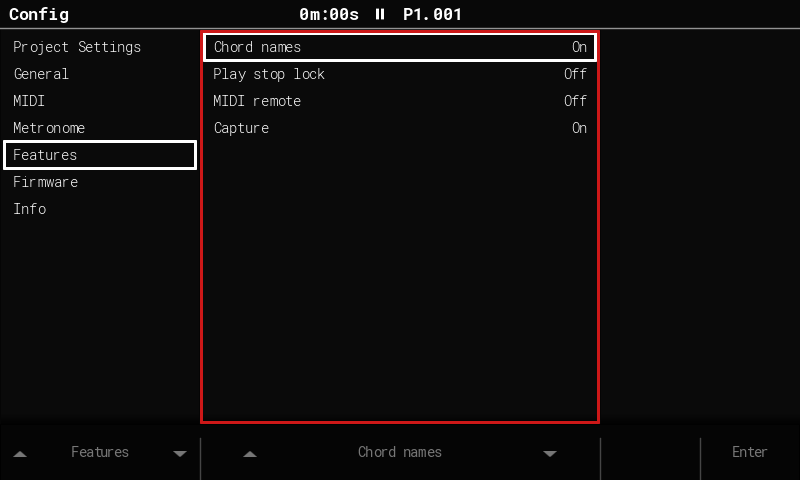 Config 0m:00s P1.001
Project Settings
General
MIDI
Metronome
Features
Firmware
Info
Chord names On
Play stop lock Off
MIDI remote Off
Capture On
Features Chord names Enter